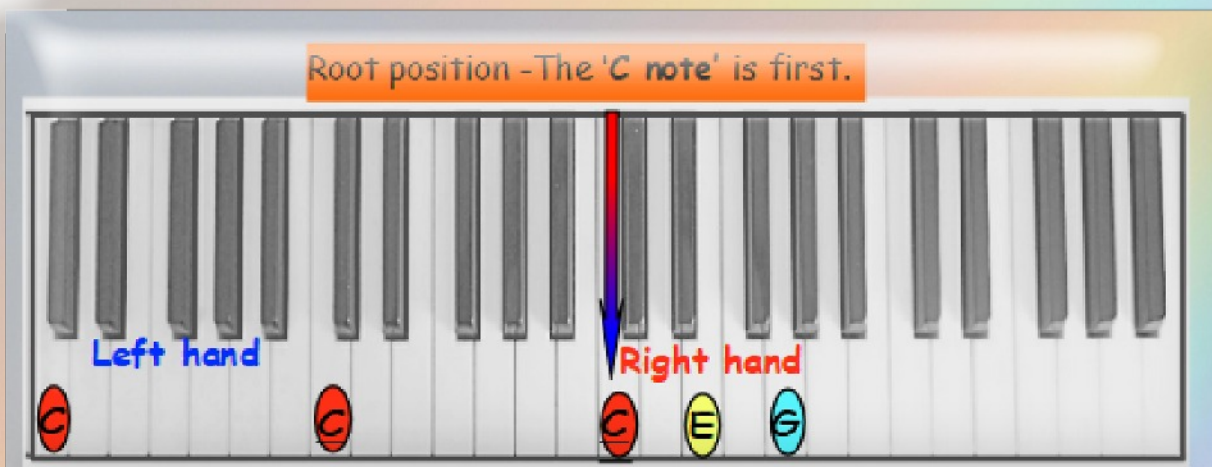 Root position -The 'C note' is first.
Left hand
Right hand
C C C E G